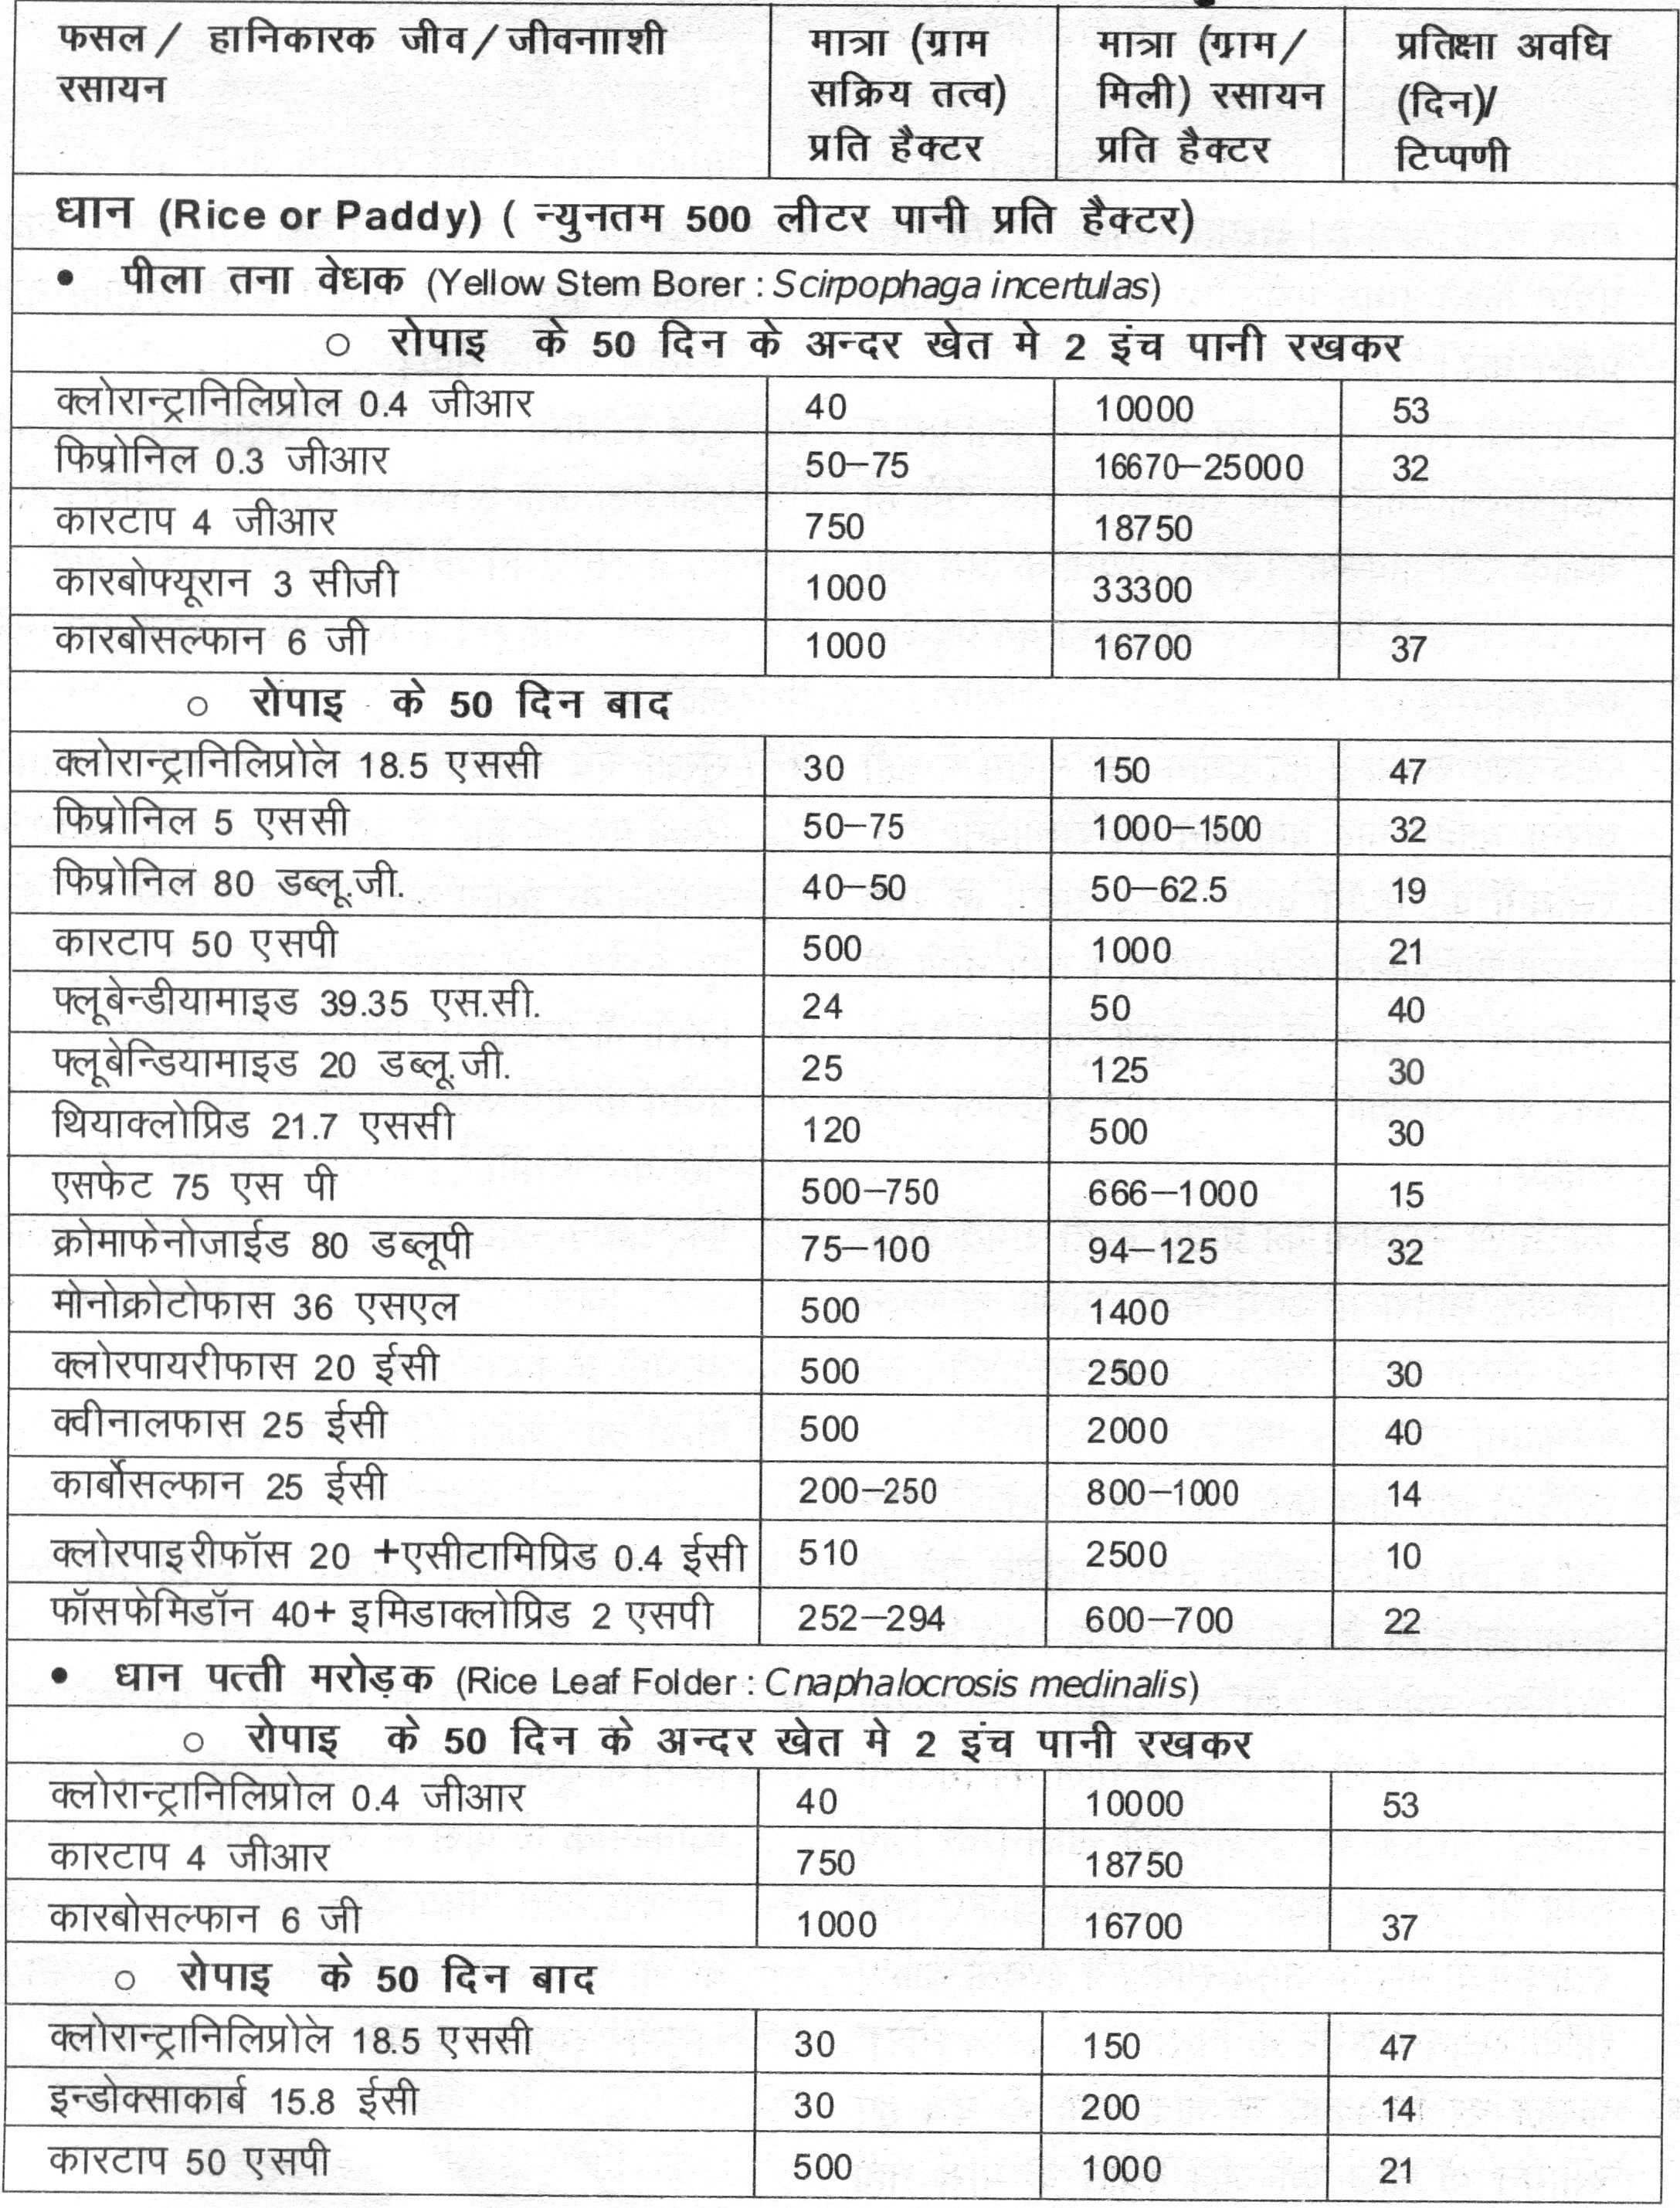 फसल / हानिकारक जीव / जीवनााशी रसायन मात्रा (ग्राम सक्रिय तत्व) प्रति हैक्टर मात्रा (ग्राम/ मिली) रसायन प्रति हैक्टर प्रतिक्षा अवधि (दिन)/ टिप्पणी
धान (Rice or Paddy) ( न्युनतम 500 लीटर पानी प्रति हैक्टर)
• पीला तना वेधक (Yellow Stem Borer : Scirpophaga incertulas)
○ रोपाइ के 50 दिन के अन्दर खेत मे 2 इंच पानी रखकर
क्लोरान्ट्रानिलिप्रोल 0.4 जीआर 40 10000 53
फिप्रोनिल 0.3 जीआर 50–75 16670–25000 32
कारटाप 4 जीआर 750 18750
कारबोफ्यूरान 3 सीजी 1000 33300
कारबोसल्फान 6 जी 1000 16700 37
○ रोपाइ के 50 दिन बाद
क्लोरान्ट्रानिलिप्रोले 18.5 एससी 30 150 47
फिप्रोनिल 5 एससी 50–75 1000–1500 32
फिप्रोनिल 80 डब्लू.जी. 40–50 50–62.5 19
कारटाप 50 एसपी 500 1000 21
फ्लूबेन्डीयामाइड 39.35 एस.सी. 24 50 40
फ्लूबेन्डियामाइड 20 डब्लू.जी. 25 125 30
थियाक्लोप्रिड 21.7 एससी 120 500 30
एसफेट 75 एस पी 500–750 666–1000 15
क्रोमाफेनोजाईड 80 डब्लूपी 75–100 94–125 32
मोनोक्रोटोफास 36 एसएल 500 1400
क्लोरपायरीफास 20 ईसी 500 2500 30
क्वीनालफास 25 ईसी 500 2000 40
कार्बोसल्फान 25 ईसी 200–250 800–1000 14
क्लोरपाइरीफॉस 20 +एसीटामिप्रिड 0.4 ईसी 510 2500 10
फॉसफेमिडॉन 40+ इमिडाक्लोप्रिड 2 एसपी 252–294 600–700 22
• धान पत्ती मरोड़क (Rice Leaf Folder : Cnaphalocrosis medinalis)
○ रोपाइ के 50 दिन के अन्दर खेत मे 2 इंच पानी रखकर
क्लोरान्ट्रानिलिप्रोल 0.4 जीआर 40 10000 53
कारटाप 4 जीआर 750 18750
कारबोसल्फान 6 जी 1000 16700 37
○ रोपाइ के 50 दिन बाद
क्लोरान्ट्रानिलिप्रोले 18.5 एससी 30 150 47
इन्डोक्साकार्ब 15.8 ईसी 30 200 14
कारटाप 50 एसपी 500 1000 21